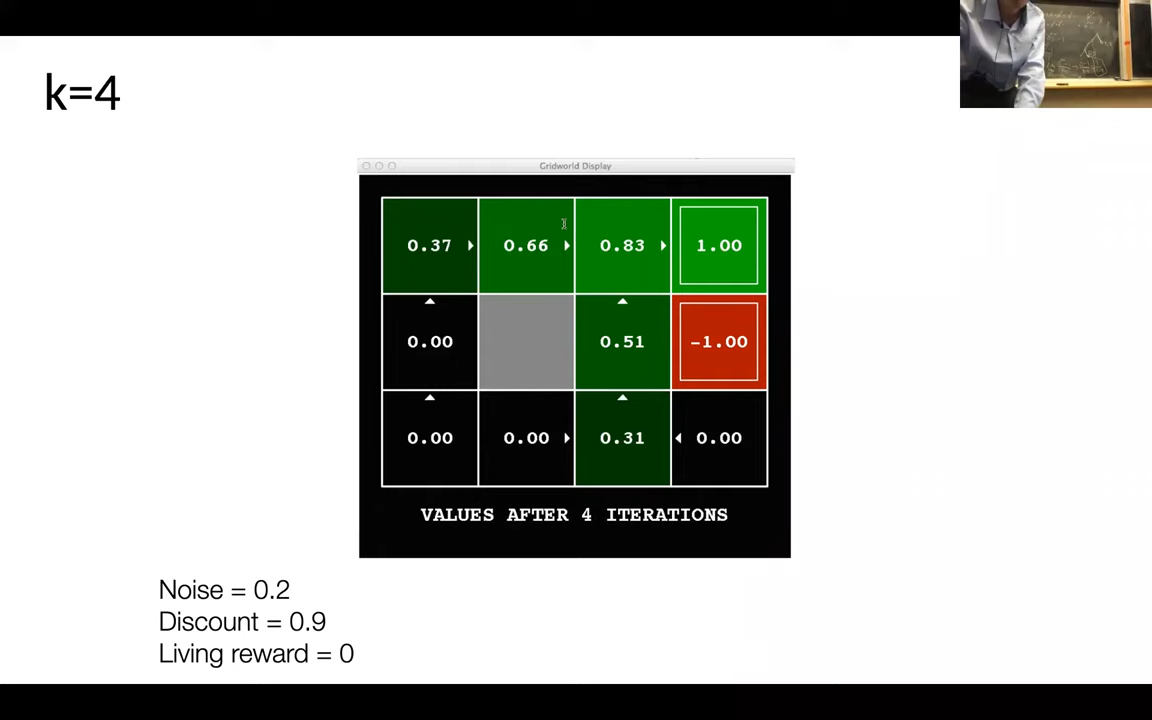 k=4
Gridworld Display
0.37 0.66 0.83 1.00
0.00 0.51 -1.00
0.00 0.00 0.31 0.00
VALUES AFTER 4 ITERATIONS
Noise = 0.2
Discount = 0.9
Living reward = 0